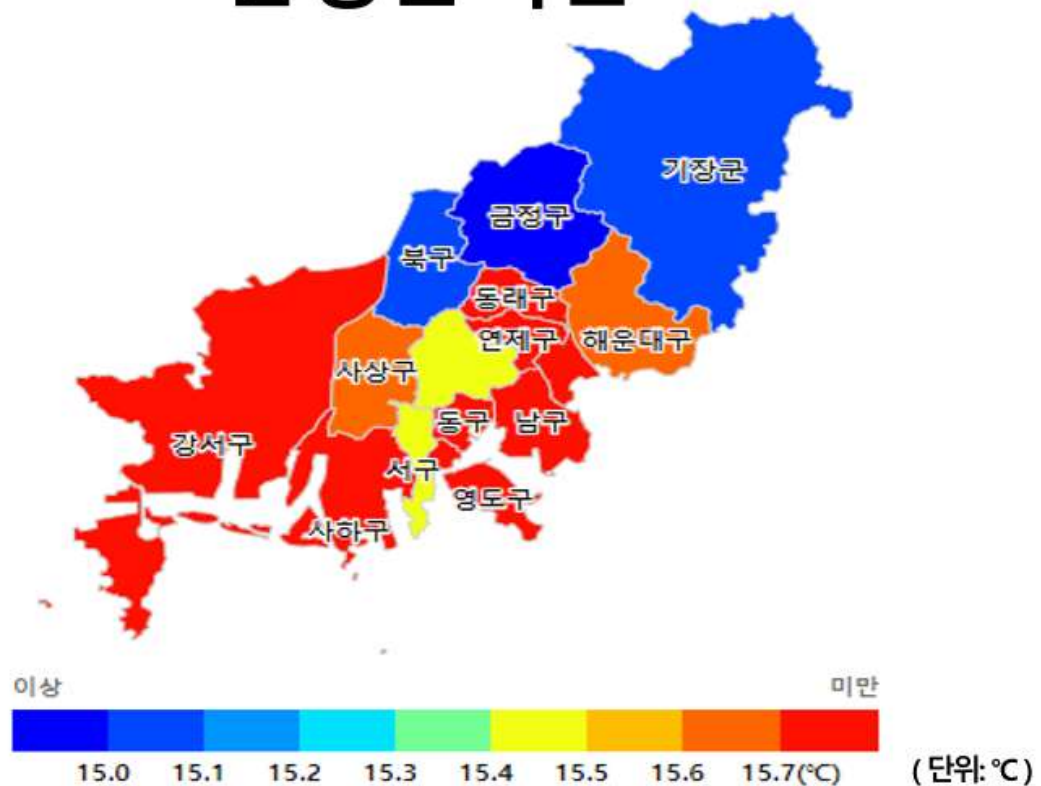 기장군
금정구
북구
동래구
연제구
해운대구
사상구
동구
남구
강서구
서구
영도구
사하구
이상
미만
15.0 15.1 15.2 15.3 15.4 15.5 15.6 15.7(℃)
( 단위: ℃ )